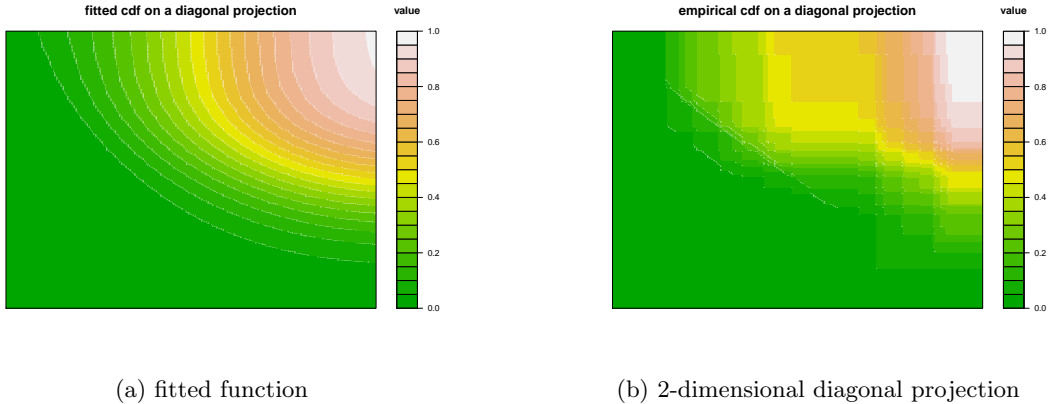 fitted cdf on a diagonal projection
value
1.0
0.8
0.6
0.4
0.2
0.0
empirical cdf on a diagonal projection
value
1.0
0.8
0.6
0.4
0.2
0.0
(a) fitted function
(b) 2-dimensional diagonal projection